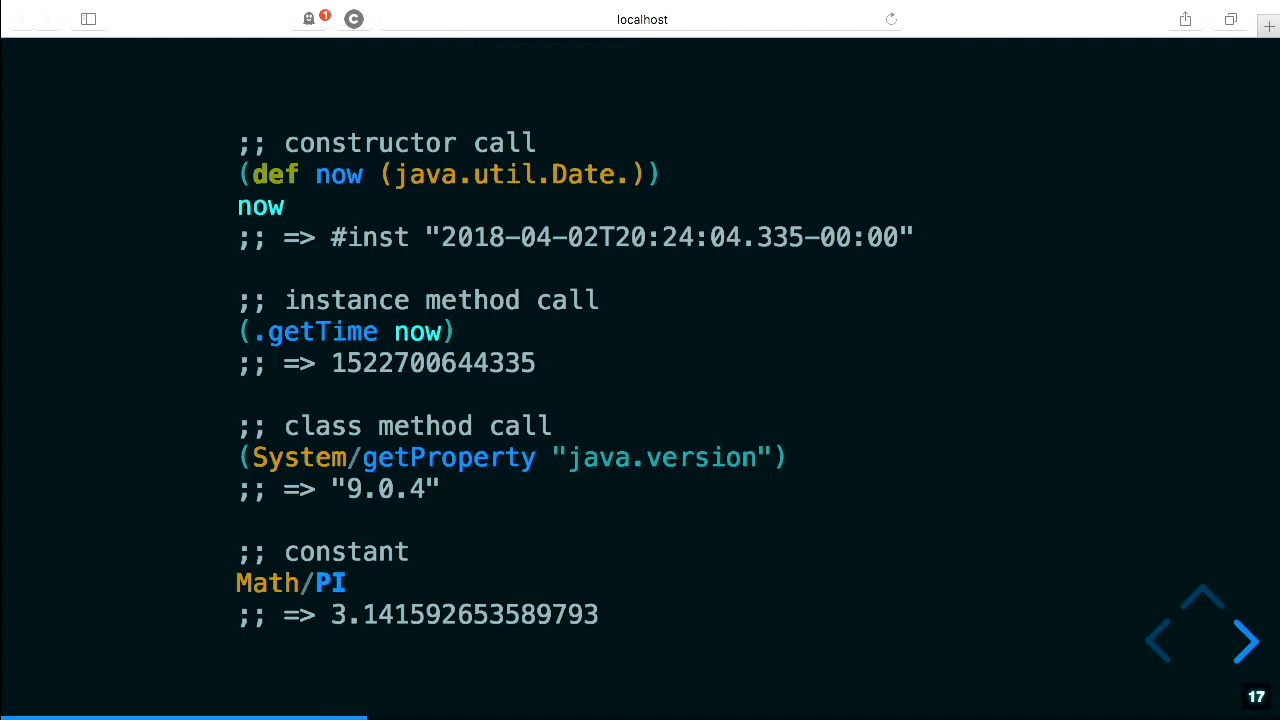 1
C
localhost
;; constructor call
(def now (java.util.Date.))
now
;; => #inst "2018-04-02T20:24:04.335-00:00"
;; instance method call
(.getTime now)
;; => 1522700644335
;; class method call
(System/getProperty "java.version")
;; => "9.0.4"
;; constant
Math/PI
;; => 3.141592653589793
17